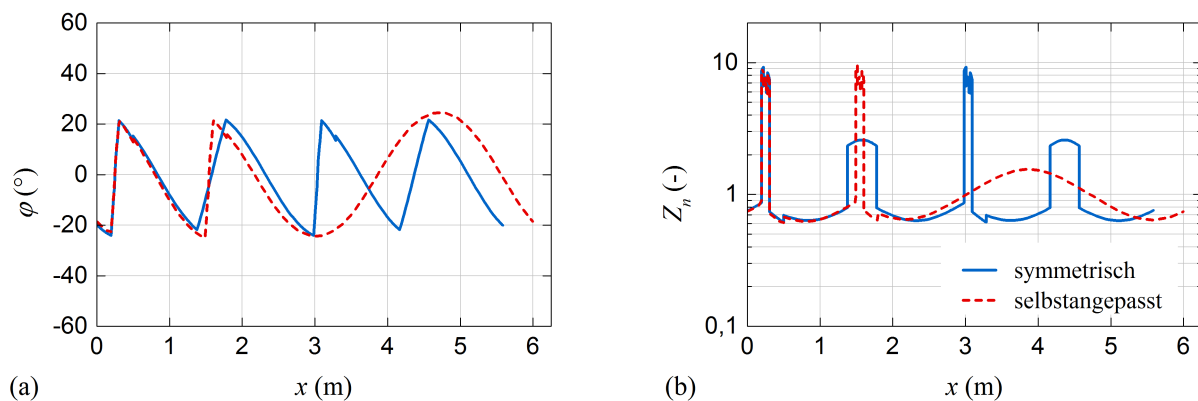 60
40
20
0
-20
-40
-60
φ (°)
0 1 2 3 4 5 6
(a)
x (m)
10
1
0,1
Zn (-)
symmetrisch
selbstangepasst
0 1 2 3 4 5 6
(b)
x (m)